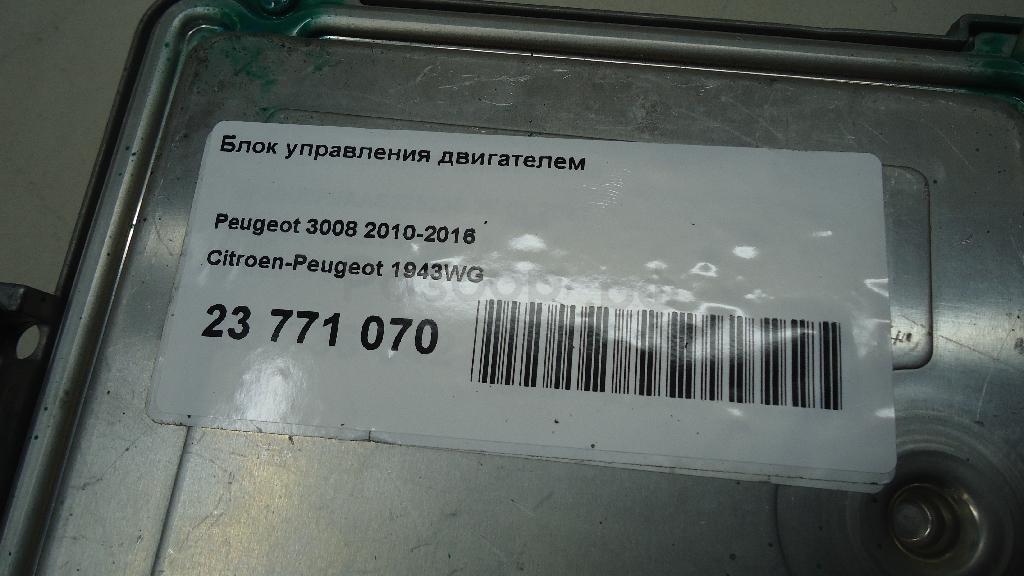 Блок управления двигателем
Peugeot 3008 2010-2016
Citroen-Peugeot 1943WG
23 771 070